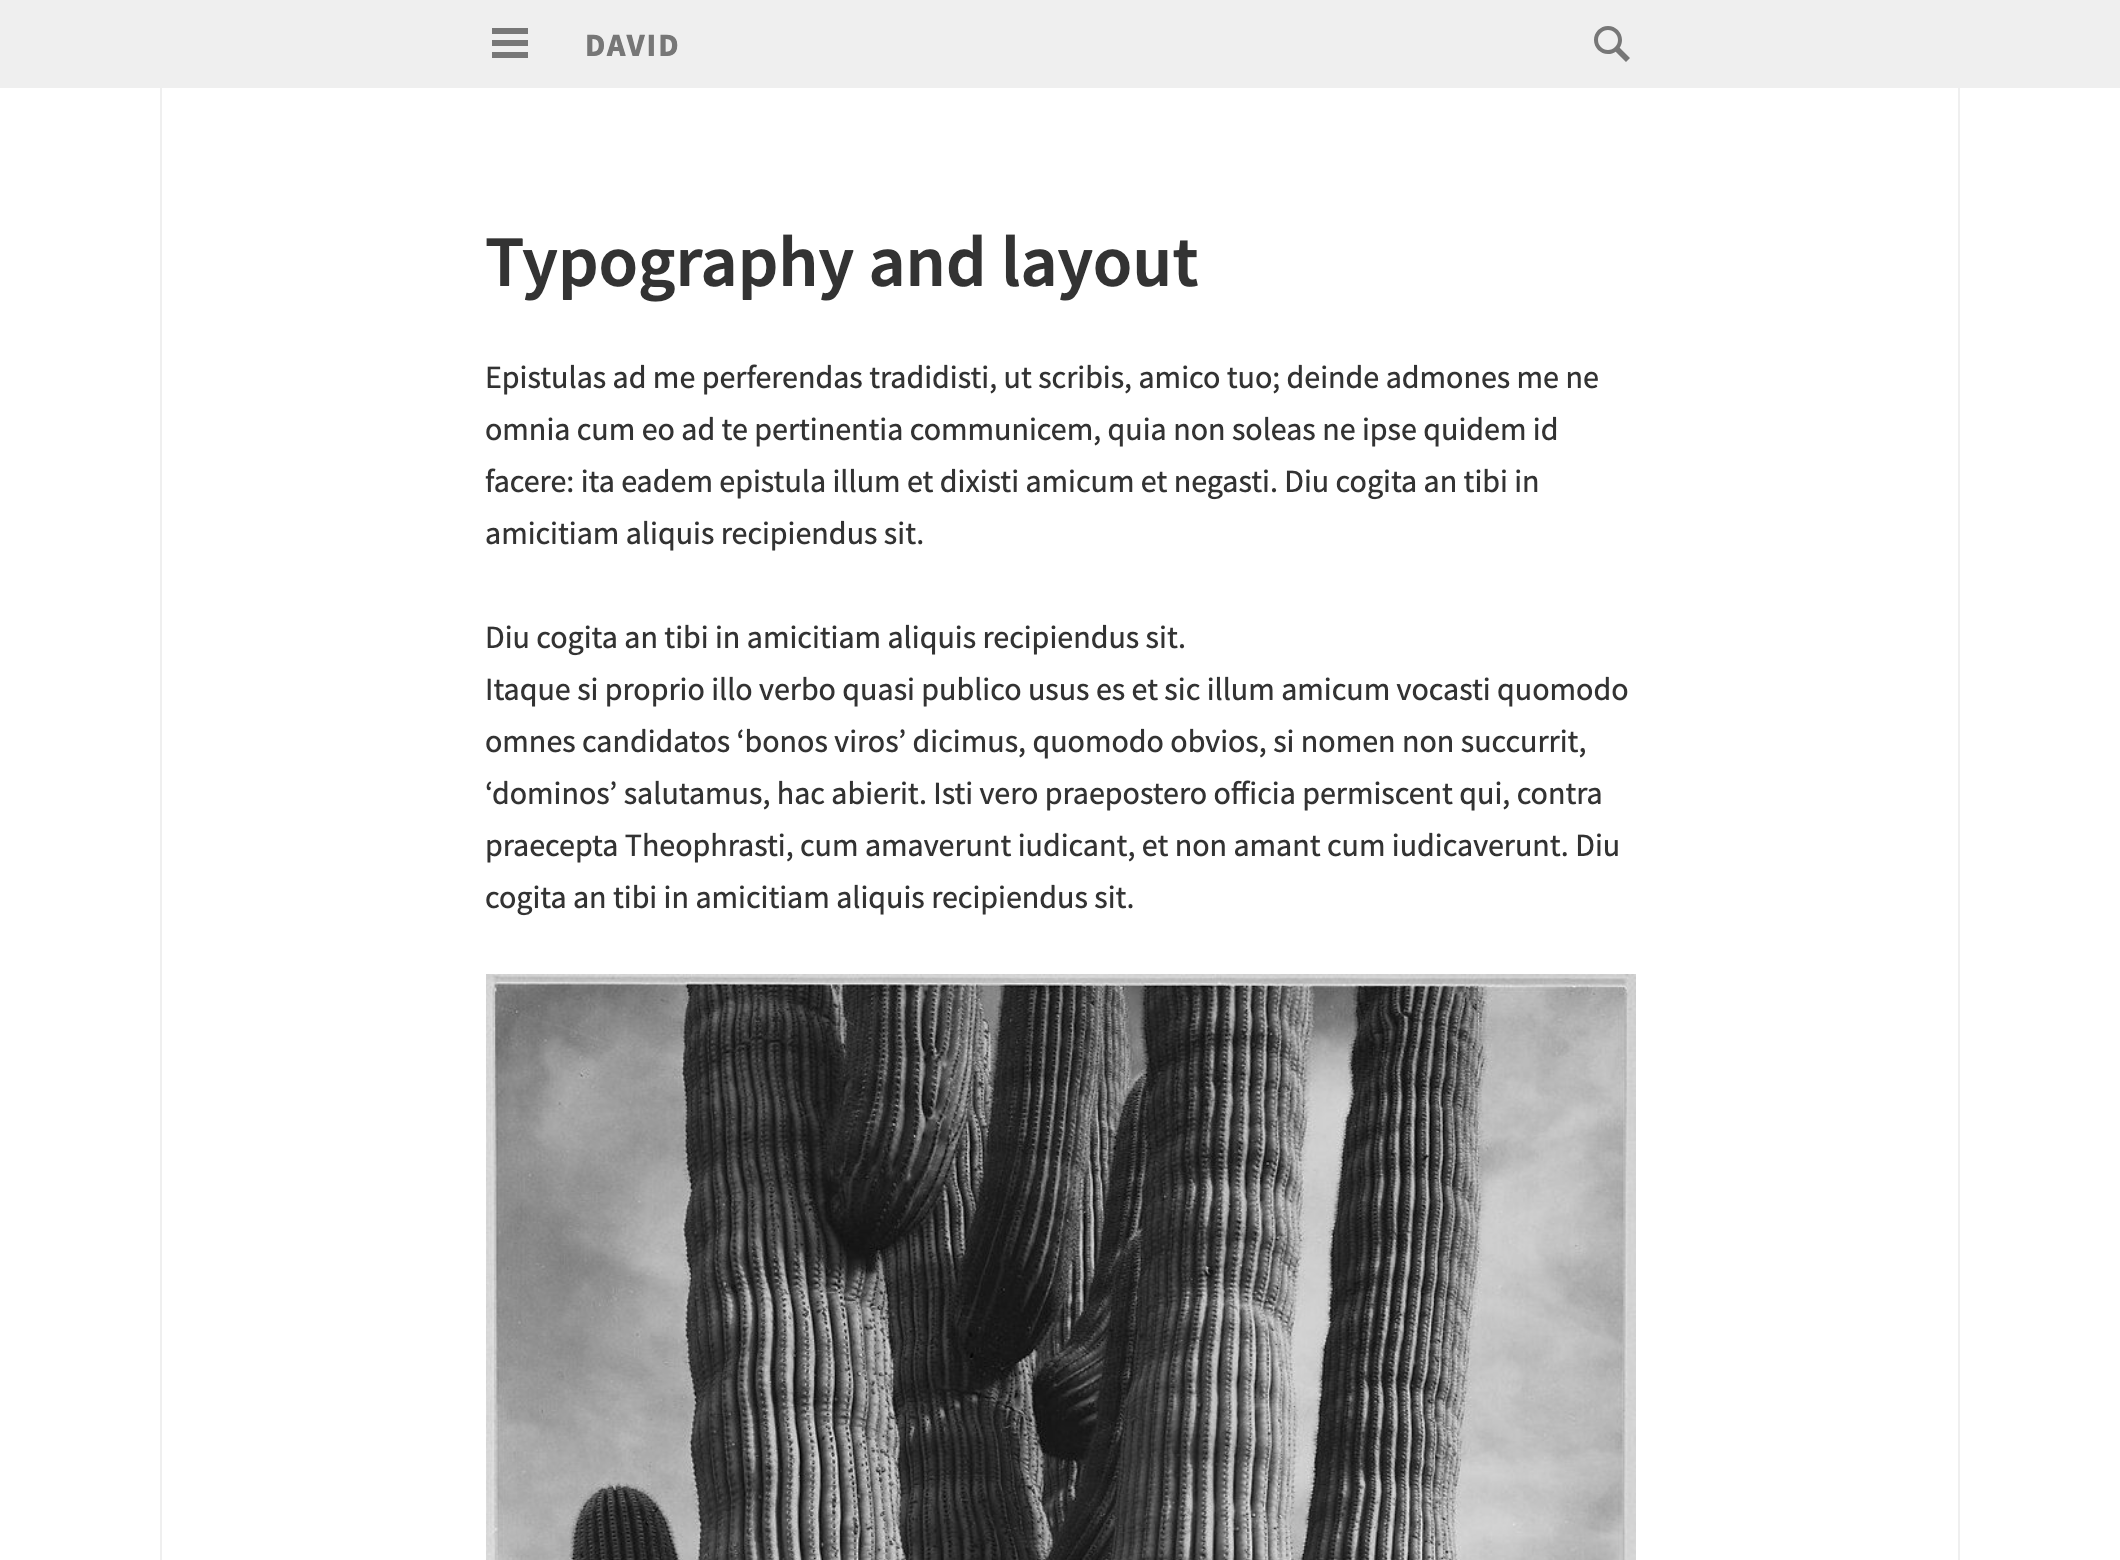 DAVID
Typography and layout
Epistulas ad me perferendas tradidisti, ut scribis, amico tuo; deinde admones me ne
omnia cum eo ad te pertinentia communicem, quia non soleas ne ipse quidem id
facere: ita eadem epistula illum et dixisti amicum et negasti. Diu cogita an tibi in
amicitiam aliquis recipiendus sit.
Diu cogita an tibi in amicitiam aliquis recipiendus sit.
Itaque si proprio illo verbo quasi publico usus es et sic illum amicum vocasti quomodo
omnes candidatos ‘bonos viros’ dicimus, quomodo obvios, si nomen non succurrit,
‘dominos’ salutamus, hac abierit. Isti vero praepostero officia permiscent qui, contra
praecepta Theophrasti, cum amaverunt iudicant, et non amant cum iudicaverunt. Diu
cogita an tibi in amicitiam aliquis recipiendus sit.